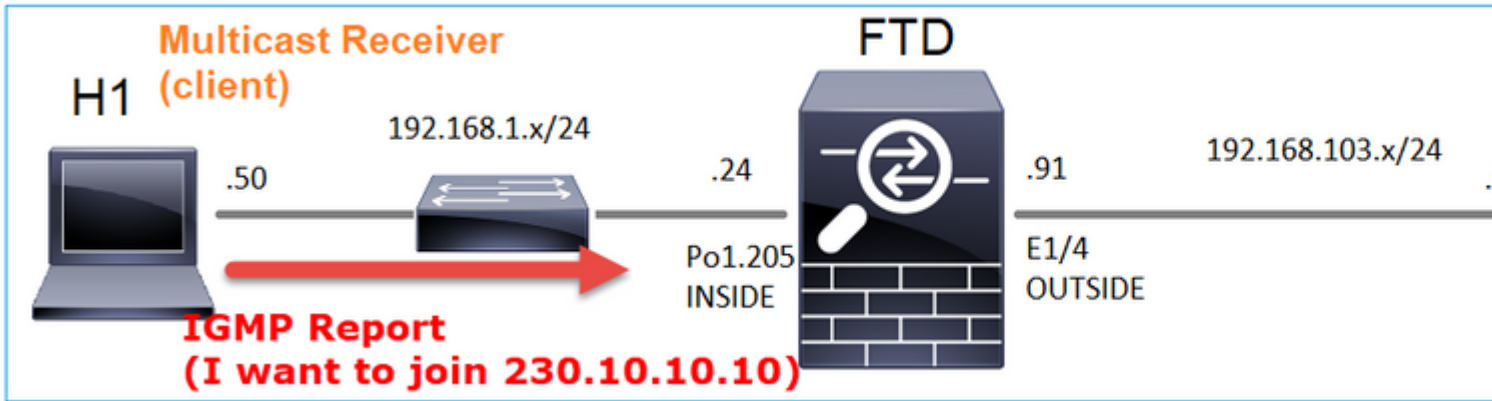 Multicast Receiver
(client)
H1
FTD
192.168.1.x/24
192.168.103.x/24
.50
.24
.91
.
Po1.205
INSIDE
E1/4
OUTSIDE
IGMP Report
(I want to join 230.10.10.10)